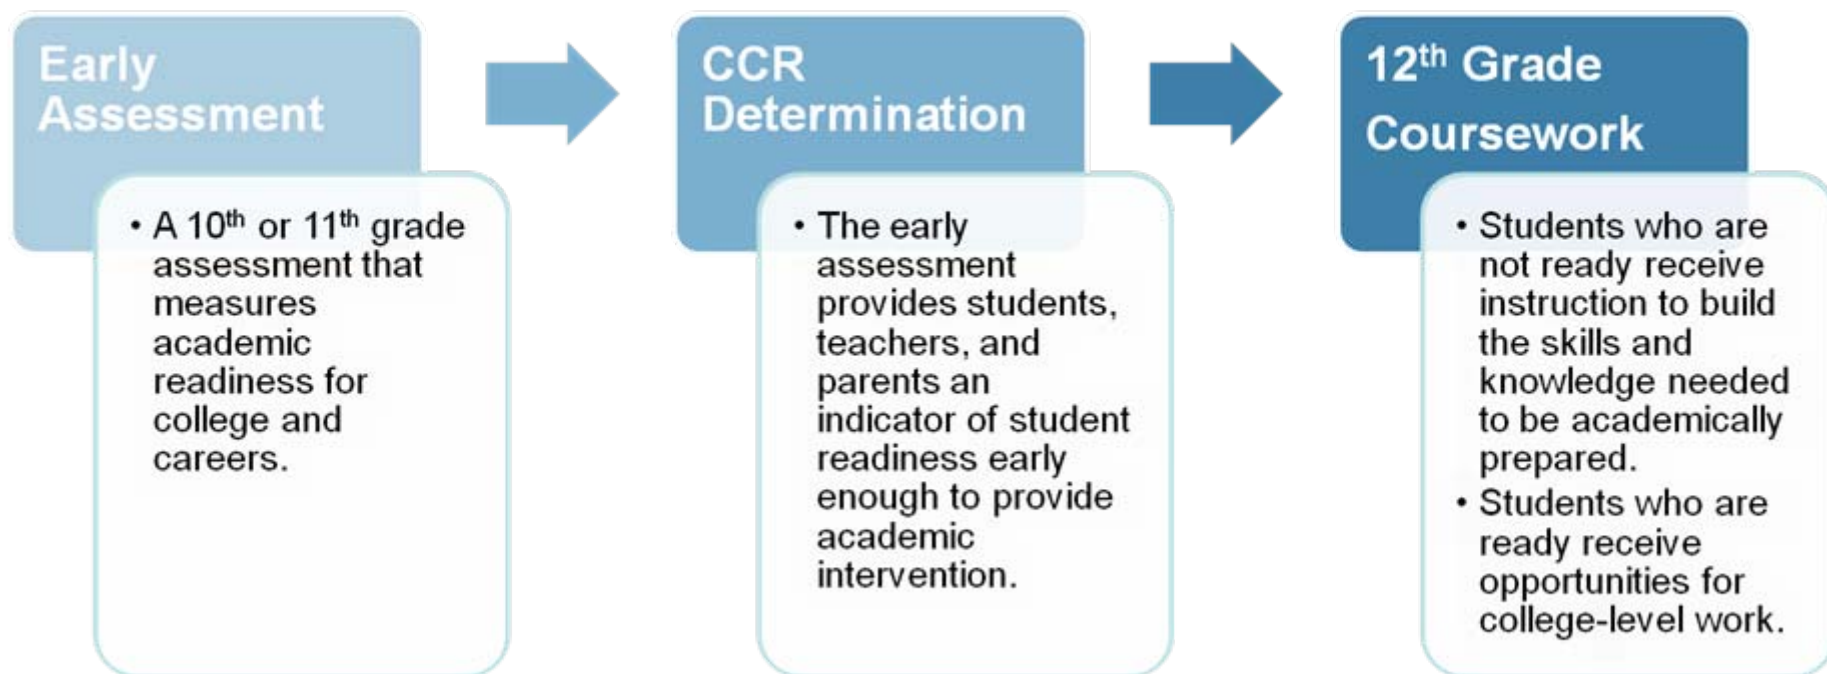 Early
Assessment
• A 10th or 11th grade
assessment that
measures
academic
readiness for
college and
careers.
CCR
Determination
• The early
assessment
provides students,
teachers, and
parents an
indicator of student
readiness early
enough to provide
academic
intervention.
12th Grade
Coursework
• Students who are
not ready receive
instruction to build
the skills and
knowledge needed
to be academically
prepared.
• Students who are
ready receive
opportunities for
college-level work.